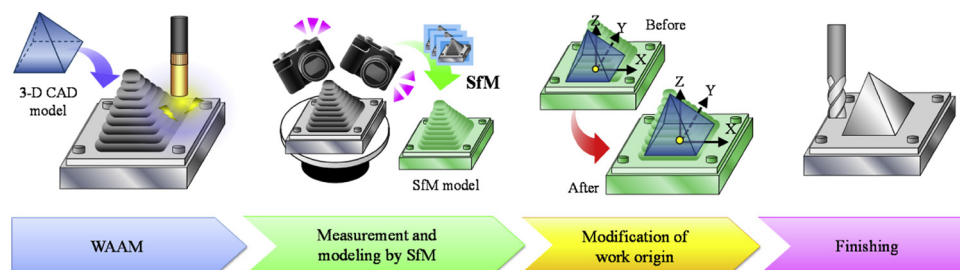 3-D CAD
model
SfM
SfM model
Before
Z
Y
X
Z
Y
X
After
WAAM
Measurement and
modeling by SfM
Modification of
work origin
Finishing